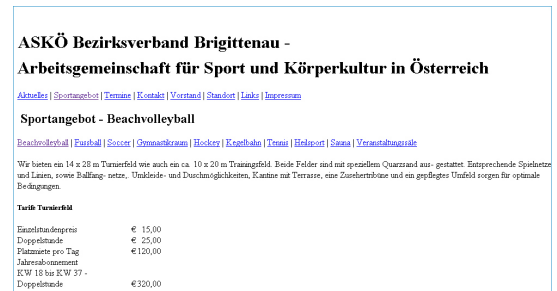 ASKÖ Bezirksverband Brigittenau -
Arbeitsgemeinschaft für Sport und Körperkultur in Österreich
Aktuelles | Sportangebot | Termine | Kontakt | Vorstand | Standort | Links | Impressum
Sportangebot - Beachvolleyball
Beachvolleyball | Fussball | Soccer | Gymnastikraum | Hockey | Kegelbahn | Tennis | Heilsport | Sauna | Veranstaltungssäle
Wir bieten ein 14 x 28 m Turnierfeld wie auch ein ca. 10 x 20 m Trainingsfeld. Beide Felder sind mit speziellem Quarzsand aus- gestattet. Entsprechende Spielnetze
und Linien, sowie Ballfang- netze,. Umkleide- und Duschmöglichkeiten, Kantine mit Terrasse, eine Zusehertribüne und ein gepflegtes Umfeld sorgen für optimale
Bedingungen.
Tarife Turnierfeld
Einzelstundenpreis € 15,00
Doppelstunde € 25,00
Platzmiete pro Tag €120,00
Jahresabonnement
KW 18 bis KW 37 -
Doppelstunde €320,00